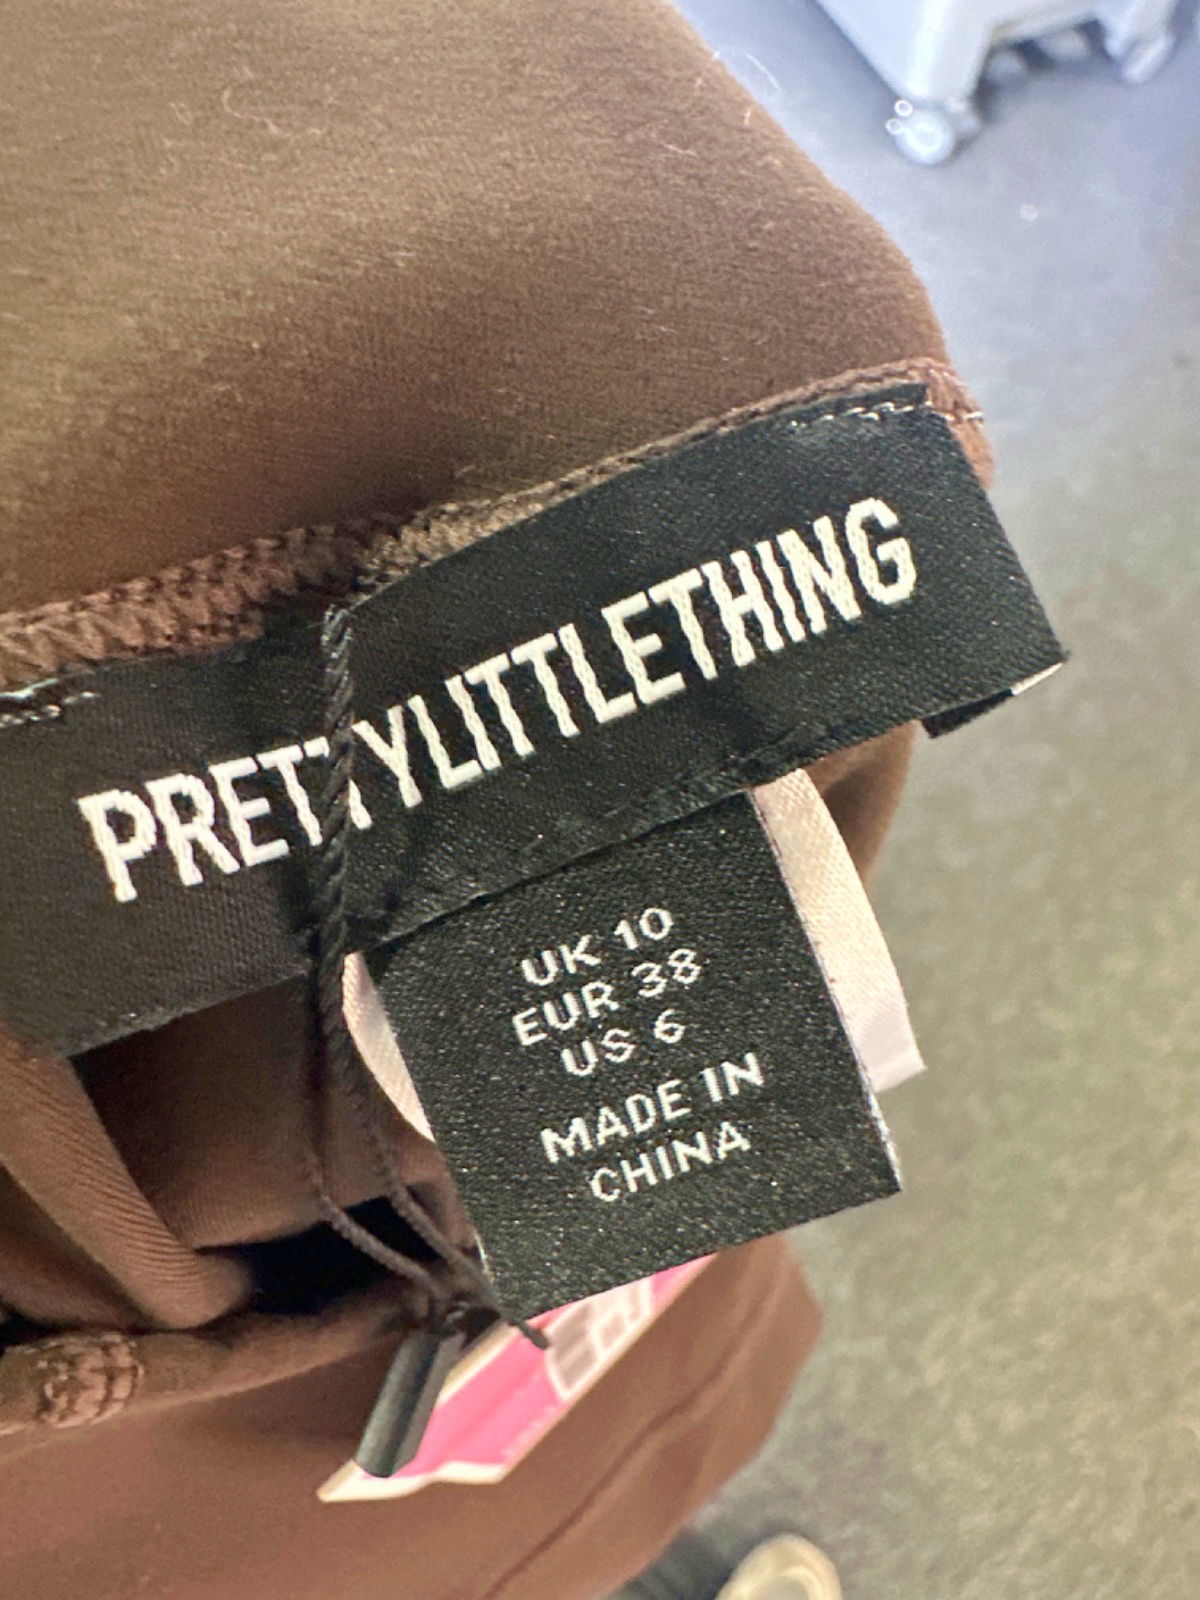 PRETTYLITTLETHING
UK 10
EUR 38
US 6
MADE IN
CHINA